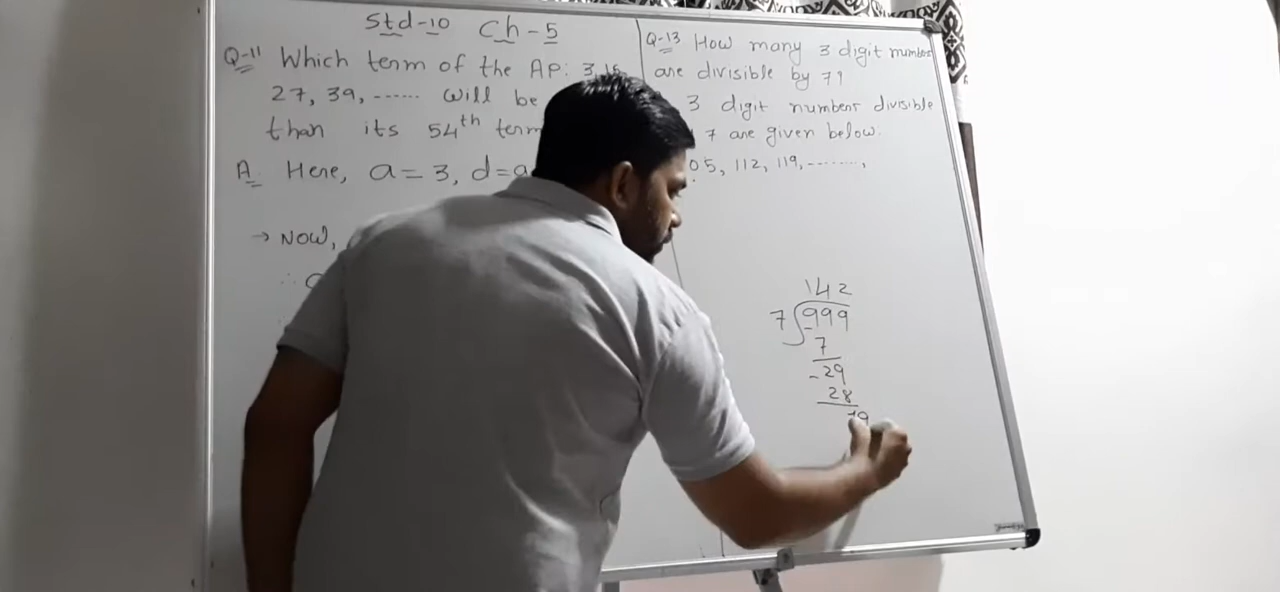 Std-10 Ch-5
Q-11 Which term of the AP: 3,15,
27, 39, ...... will be
than its 54th term
A. Here, a = 3, d = a
→ Now,
∴
Q-13 How many 3 digit number
are divisible by 7?
3 digit numbers divisible
7 are given below.
05, 112, 119, ........,
142
7 999
- 7
- 29
28
19